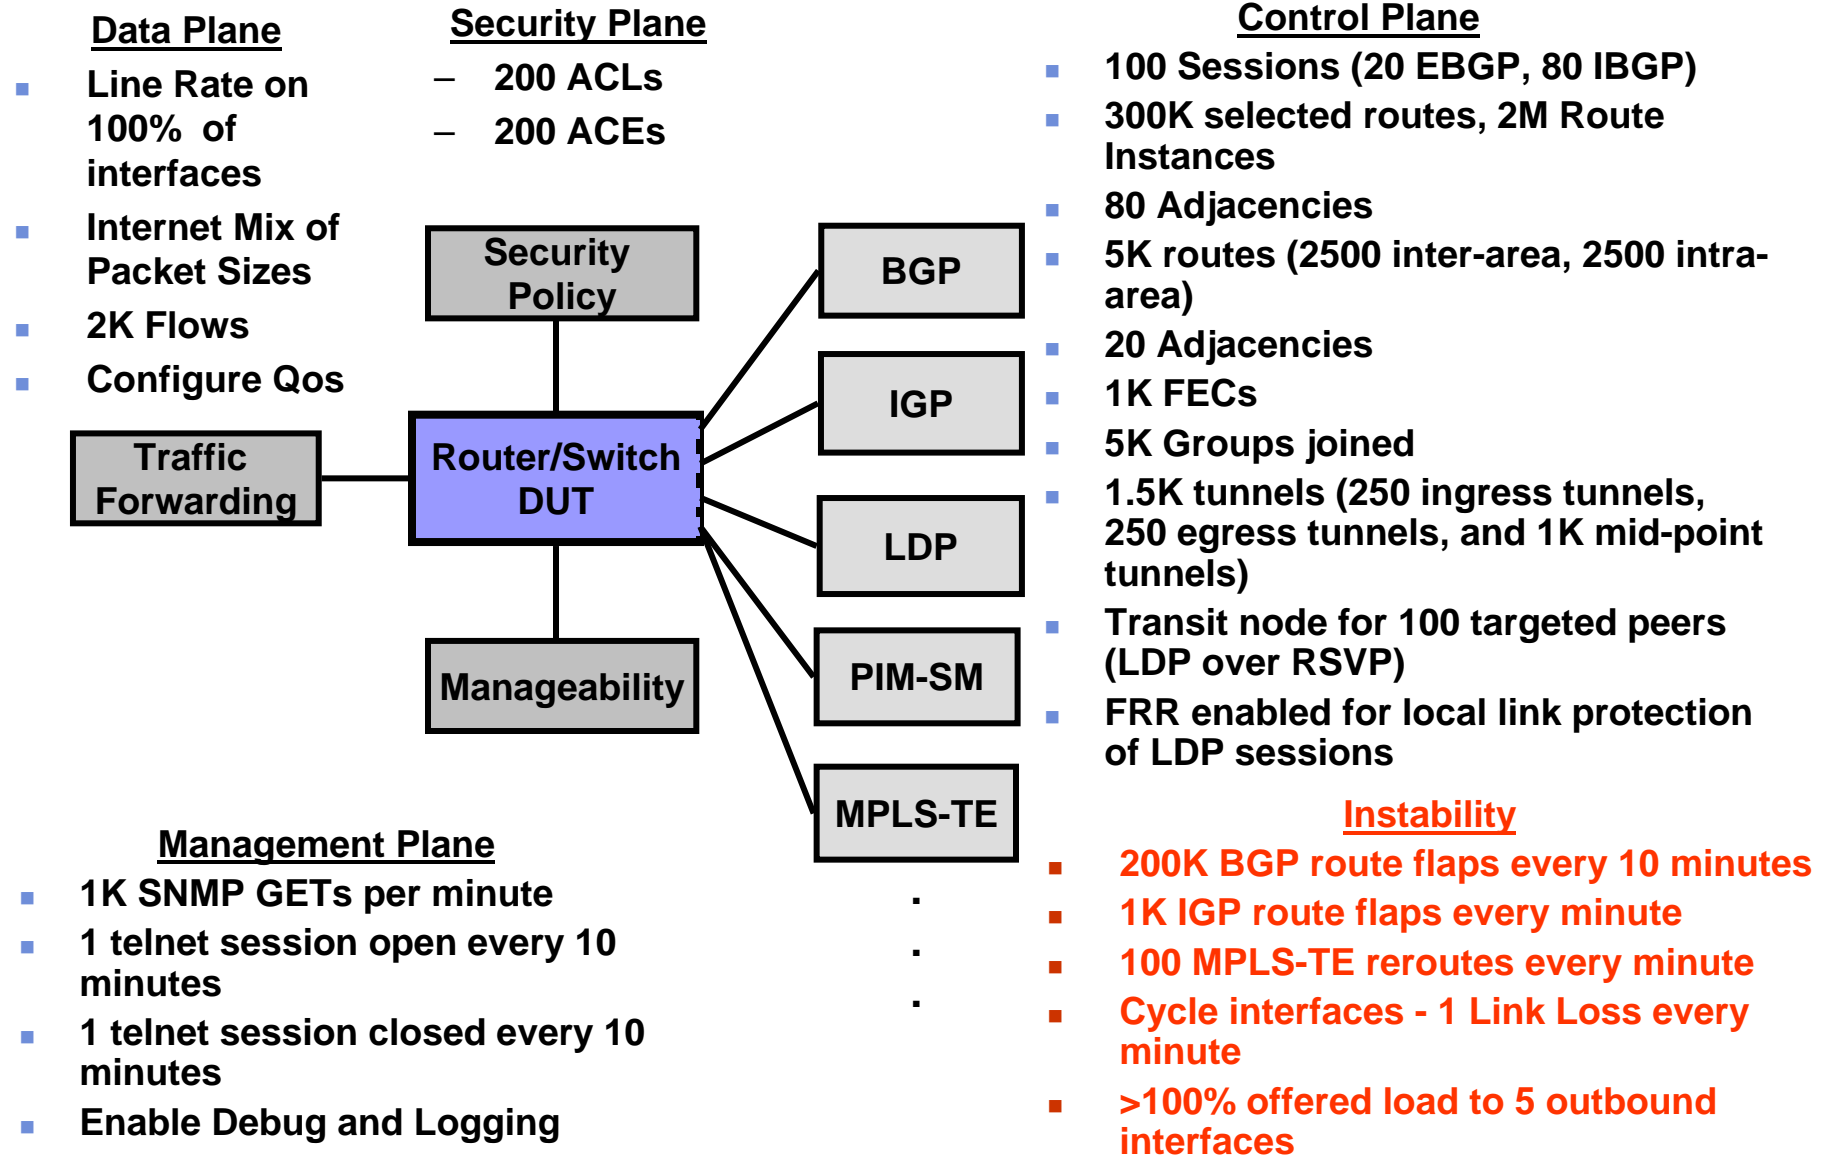 Data Plane
Line Rate on
100% of
interfaces
Internet Mix of
Packet Sizes
2K Flows
Configure Qos
Security Plane
– 200 ACLs
– 200 ACEs
Control Plane
100 Sessions (20 EBGP, 80 IBGP)
300K selected routes, 2M Route
Instances
80 Adjacencies
5K routes (2500 inter-area, 2500 intra-
area)
20 Adjacencies
1K FECs
5K Groups joined
1.5K tunnels (250 ingress tunnels,
250 egress tunnels, and 1K mid-point
tunnels)
Transit node for 100 targeted peers
(LDP over RSVP)
FRR enabled for local link protection
of LDP sessions
Security
Policy
Traffic
Forwarding
Router/Switch
DUT
Manageability
BGP
IGP
LDP
PIM-SM
MPLS-TE
.
.
.
Management Plane
1K SNMP GETs per minute
1 telnet session open every 10
minutes
1 telnet session closed every 10
minutes
Enable Debug and Logging
Instability
200K BGP route flaps every 10 minutes
1K IGP route flaps every minute
100 MPLS-TE reroutes every minute
Cycle interfaces - 1 Link Loss every
minute
>100% offered load to 5 outbound
interfaces